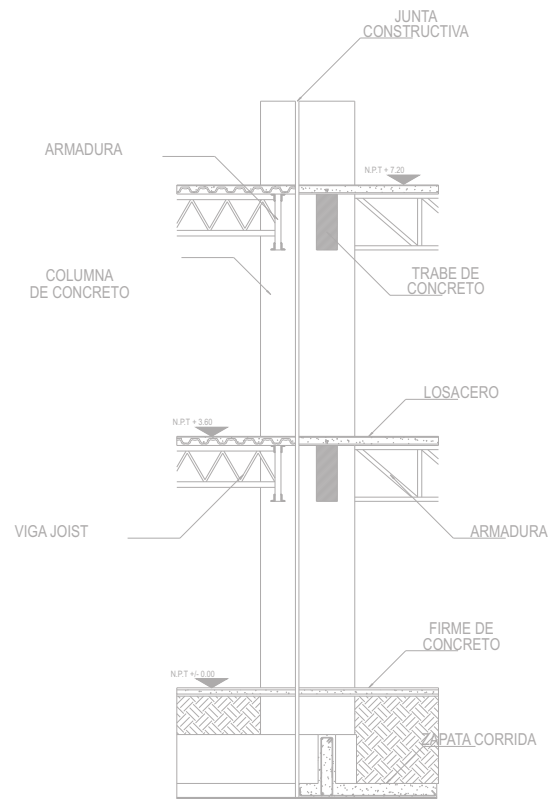 JUNTA
CONSTRUCTIVA
ARMADURA
N.P.T + 7.20
COLUMNA
DE CONCRETO
TRABE DE
CONCRETO
LOSACERO
N.P.T + 3.60
VIGA JOIST
ARMADURA
FIRME DE
CONCRETO
N.P.T +/- 0.00
ZAPATA CORRIDA